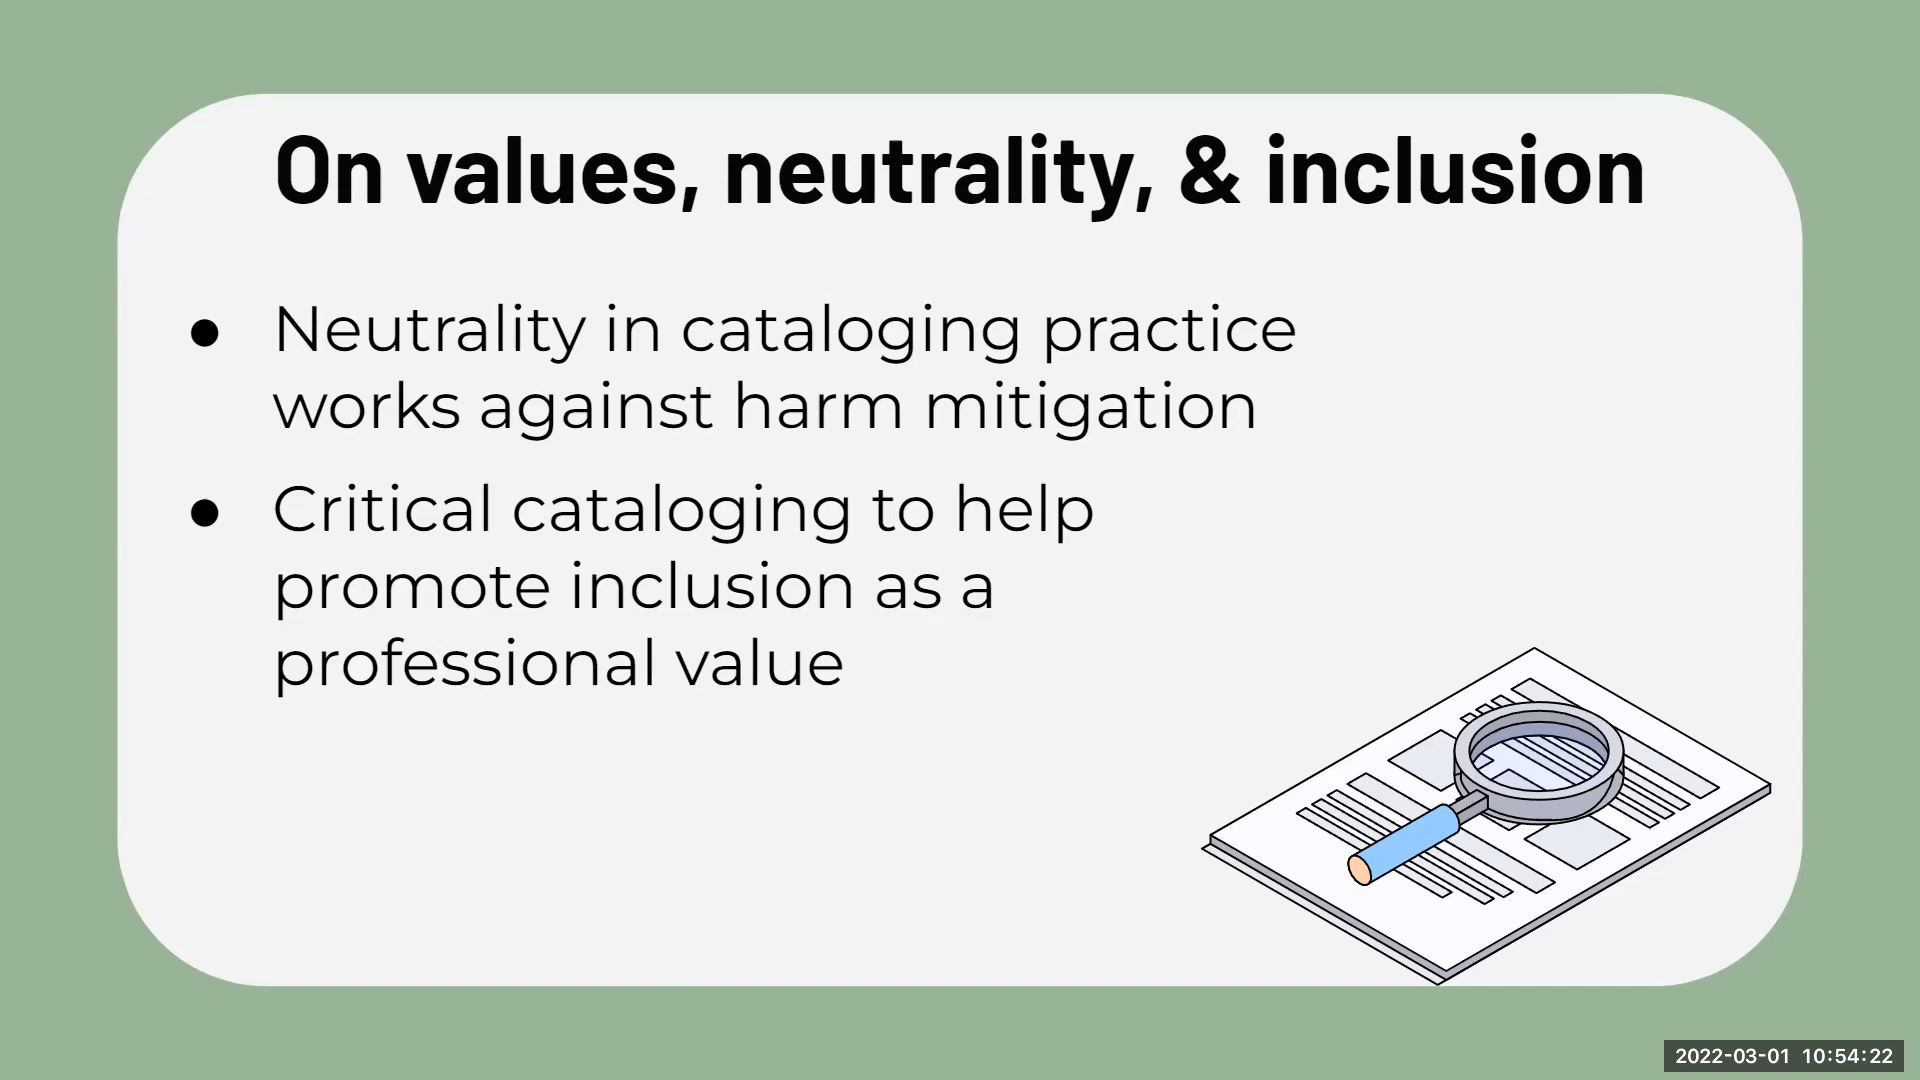 On values, neutrality, & inclusion
● Neutrality in cataloging practice
works against harm mitigation
● Critical cataloging to help
promote inclusion as a
professional value
2022-03-01 10:54:22